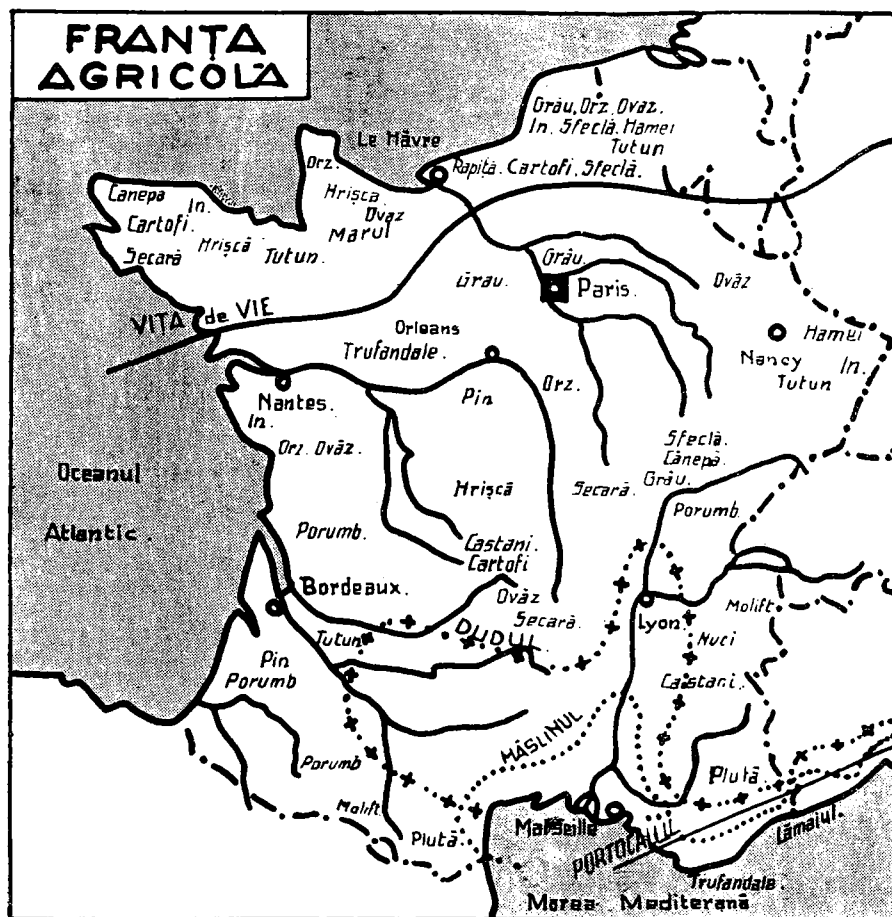 FRANȚA
AGRICOLĂ
Grâu, Orz, Ovăz.
In. Sfeclă, Hamei
Tutun
Le Hâvre
Rapiță. Cartofi, Sfeclă.
Orz.
Hrișcă
Ovăz
Marul
Canepa
In.
Cartofi.
Hrișcă
Tutun.
Secară
Grâu.
Paris.
Ovăz
Grau.
VIȚA de VIE
Orleans
Trufandale.
Hamei
Nancy
In.
Tutun
Nantes.
In.
Pin
Orz.
Orz. Ovăz.
Sfeclă.
Cânepă.
Grâu.
Oceanul
Atlantic.
Hrișcă
Secară.
Porumb.
Porumb.
Castani.
Cartofi
Bordeaux.
Ovăz
Secară.
Lyon.
Molift.
Nuci
Tutun
DUDUL
Pin
Porumb
Castani.
MĂSLINUL
Porumb
Plută.
Molift.
Plută.
Marseille
PORTOCALUL
Lămaiul.
Trufandale.
Marea Mediterană